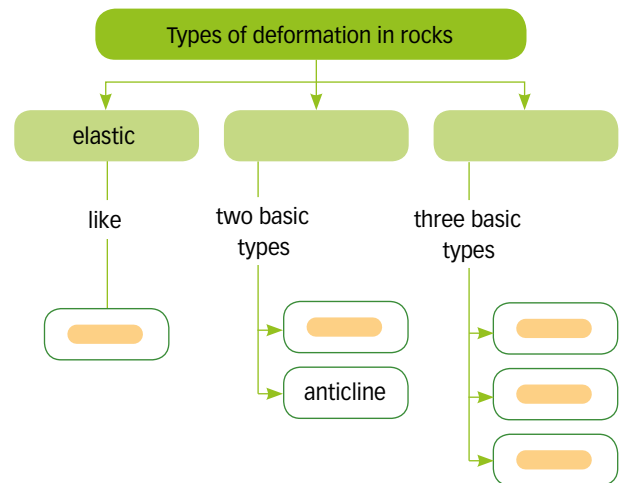 Types of deformation in rocks
elastic
like
two basic
types
three basic
types
anticline